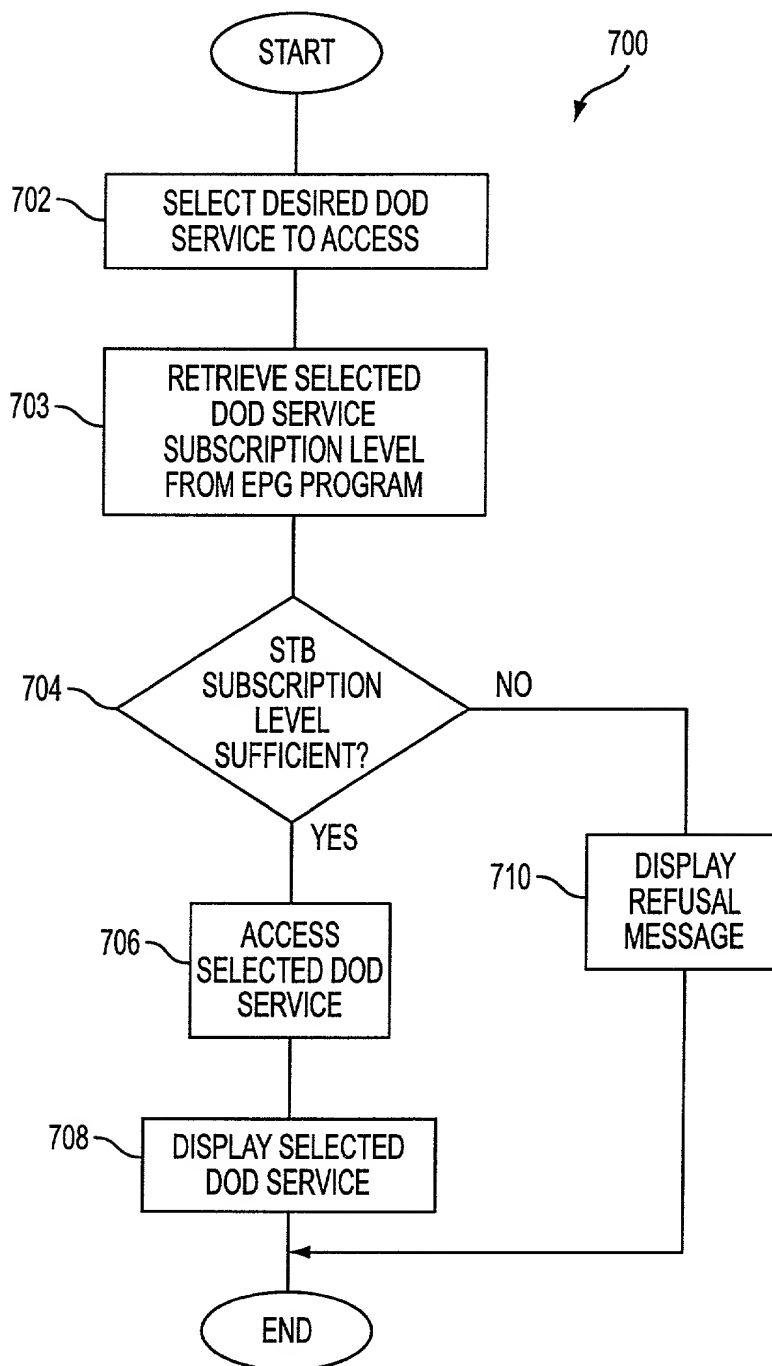 START
700
702
SELECT DESIRED DOD
SERVICE TO ACCESS
703
RETRIEVE SELECTED
DOD SERVICE
SUBSCRIPTION LEVEL
FROM EPG PROGRAM
704
STB
SUBSCRIPTION
LEVEL
SUFFICIENT?
NO
YES
710
DISPLAY
REFUSAL
MESSAGE
706
ACCESS
SELECTED DOD
SERVICE
708
DISPLAY SELECTED
DOD SERVICE
END